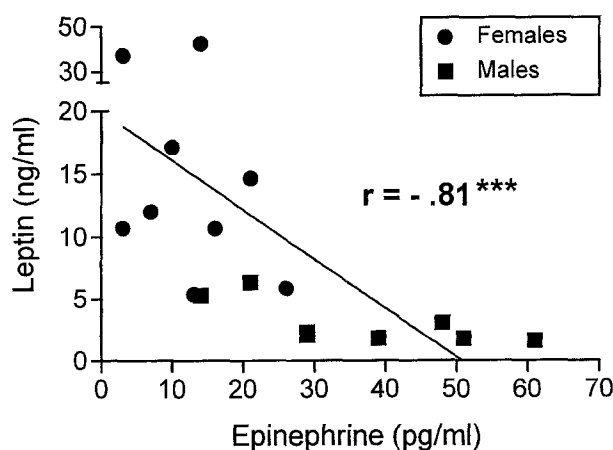 50
30
20
15
10
5
0
Leptin (ng/ml)
Females
Males
r = - .81***
0 10 20 30 40 50 60 70
Epinephrine (pg/ml)